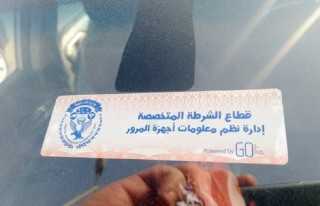 قطاع الشرطة المتخصصة
إدارة نظم معلومات أجهزة المرور
Powered by GO